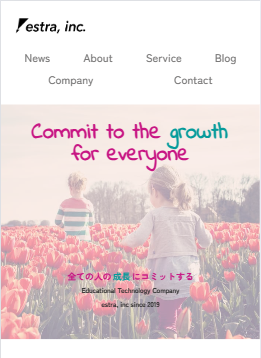 estra, inc.
News About Service Blog
Company Contact
Commit to the growth
for everyone
全ての人の成長にコミットする
Educational Technology Company
estra, inc since 2019